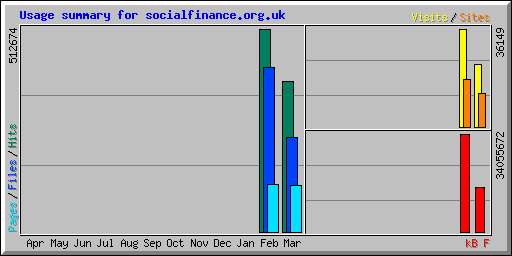 Usage summary for socialfinance.org.uk
Visits / Sites
512674
36149
Pages / Files / Hits
34055672
Apr May Jun Jul Aug Sep Oct Nov Dec Jan Feb Mar
kB F